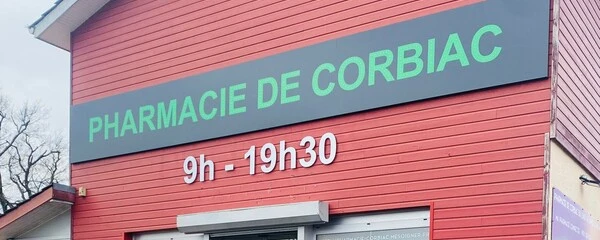 PHARMACIE DE CORBIAC
9h - 19h30